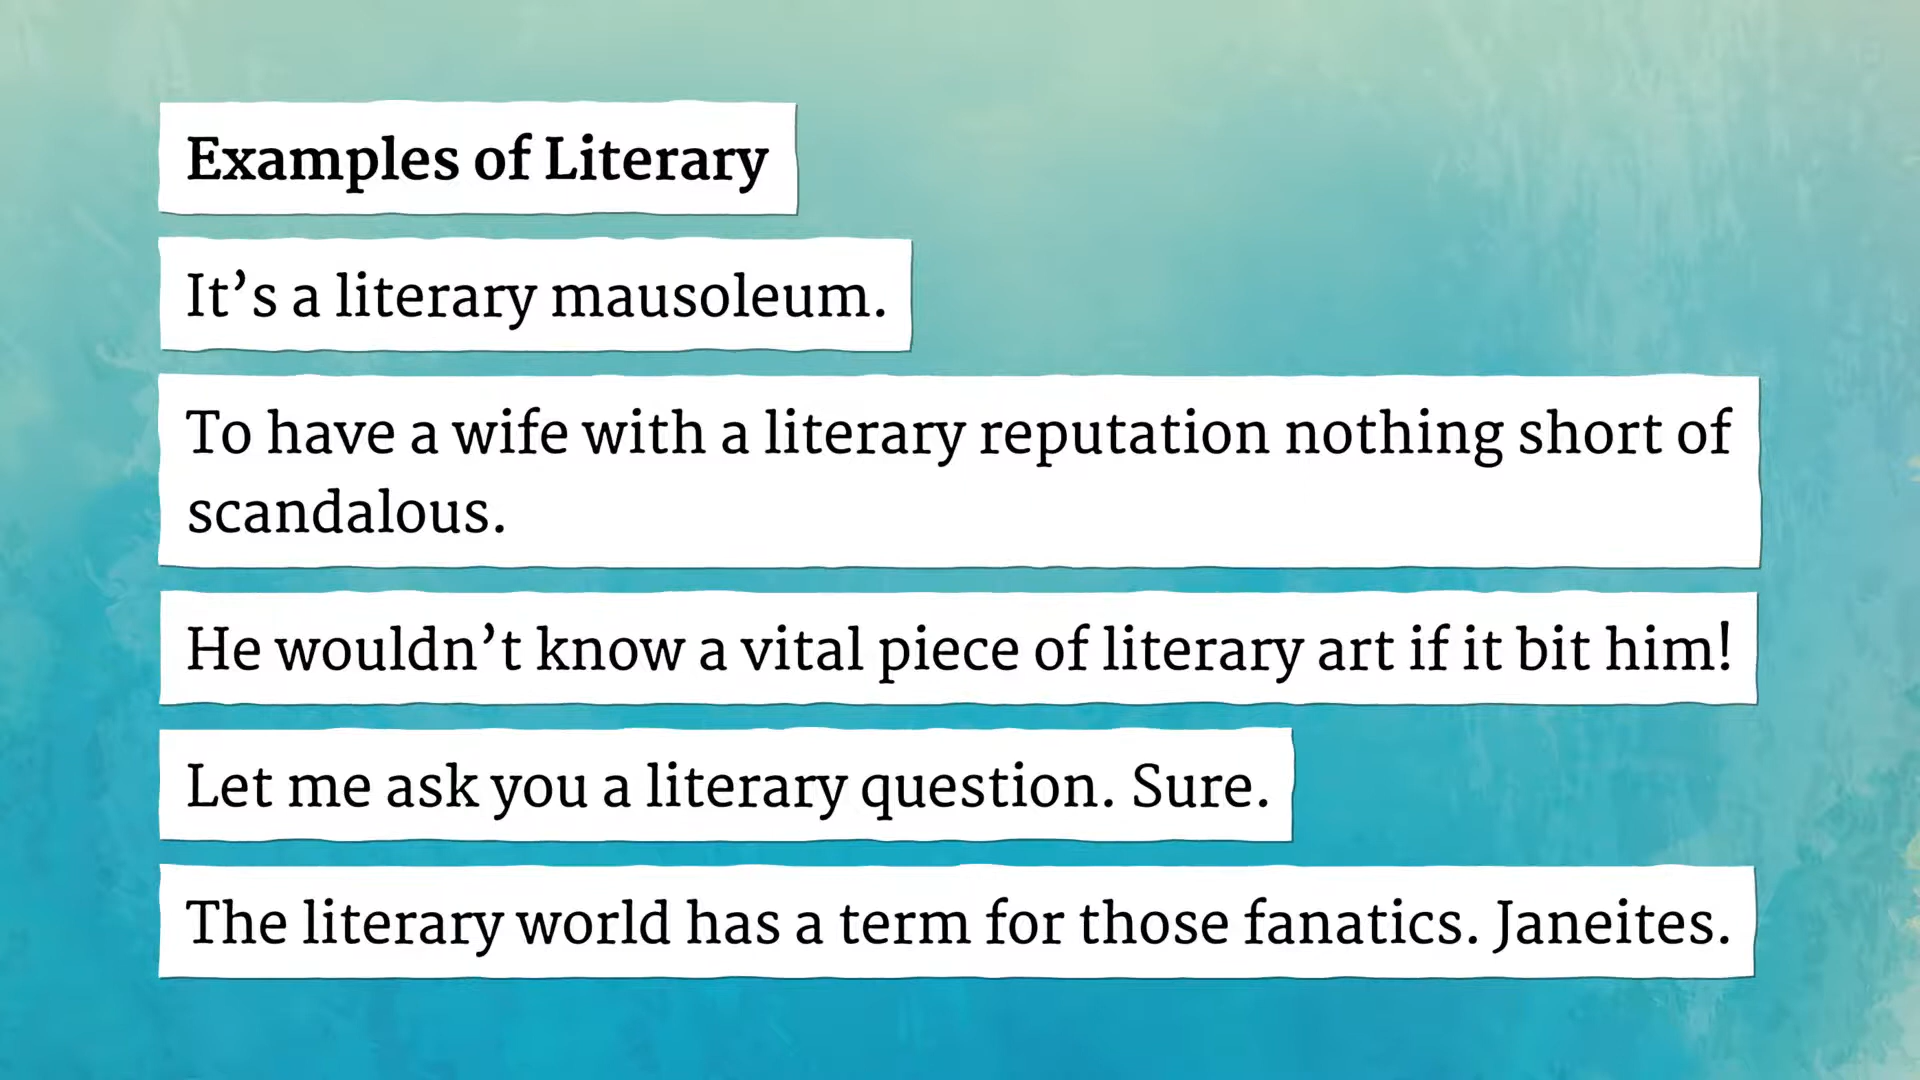 Examples of Literary
It’s a literary mausoleum.
To have a wife with a literary reputation nothing short of
scandalous.
He wouldn’t know a vital piece of literary art if it bit him!
Let me ask you a literary question. Sure.
The literary world has a term for those fanatics. Janeites.